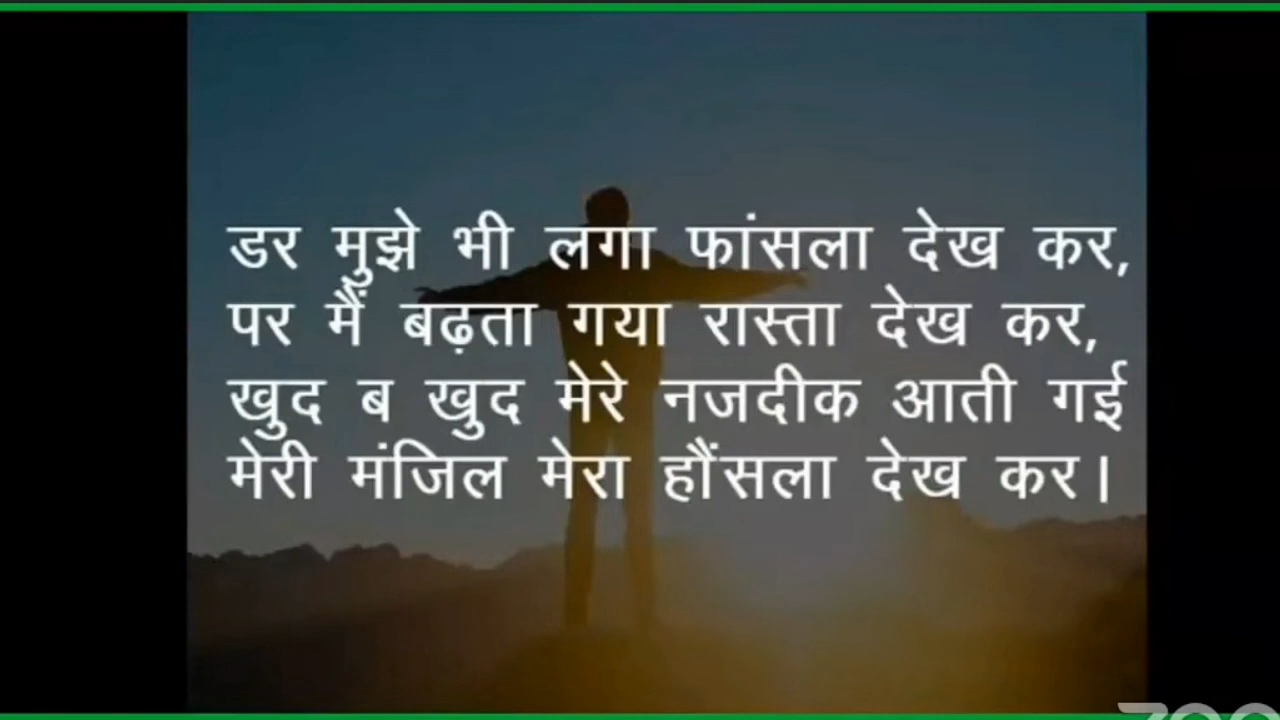 डर मुझे भी लगा फांसला देख कर,
पर मैं बढ़ता गया रास्ता देख कर,
खुद ब खुद मेरे नजदीक आती गई
मेरी मंजिल मेरा हौंसला देख कर।